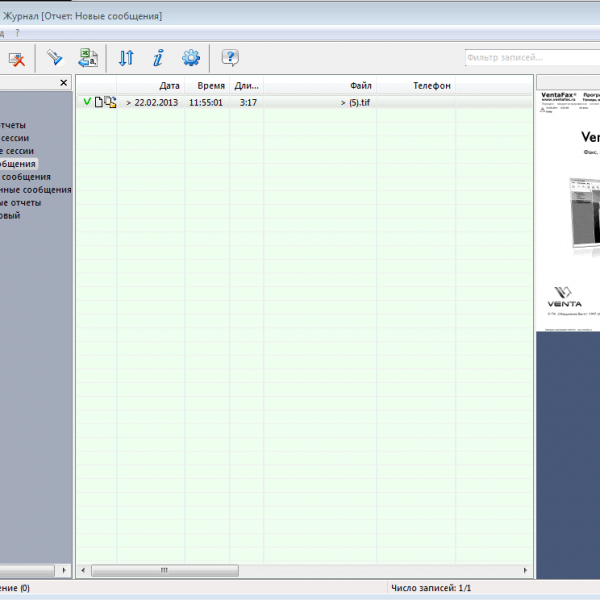 Журнал [Отчет: Новые сообщения]
?
Фильтр записей...
Дата Время Дли... Файл Телефон
> 22.02.2013 11:55:01 3:17 > (5).tif
тчеты
сессии
е сессии
общения
сообщения
нные сообщения
ые отчеты
овый
VentaFax®
www.ventafax.ru
Ven
Факс,
VENTA
ение (0)
Число записей: 1/1